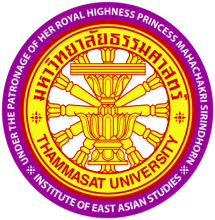 UNDER THE PATRONAGE OF HER ROYAL HIGHNESS PRINCESS MAHACHAKRI SIRINDHORN
มหาวิทยาลัยธรรมศาสตร์
THAMMASAT UNIVERSITY
INSTITUTE OF EAST ASIAN STUDIES